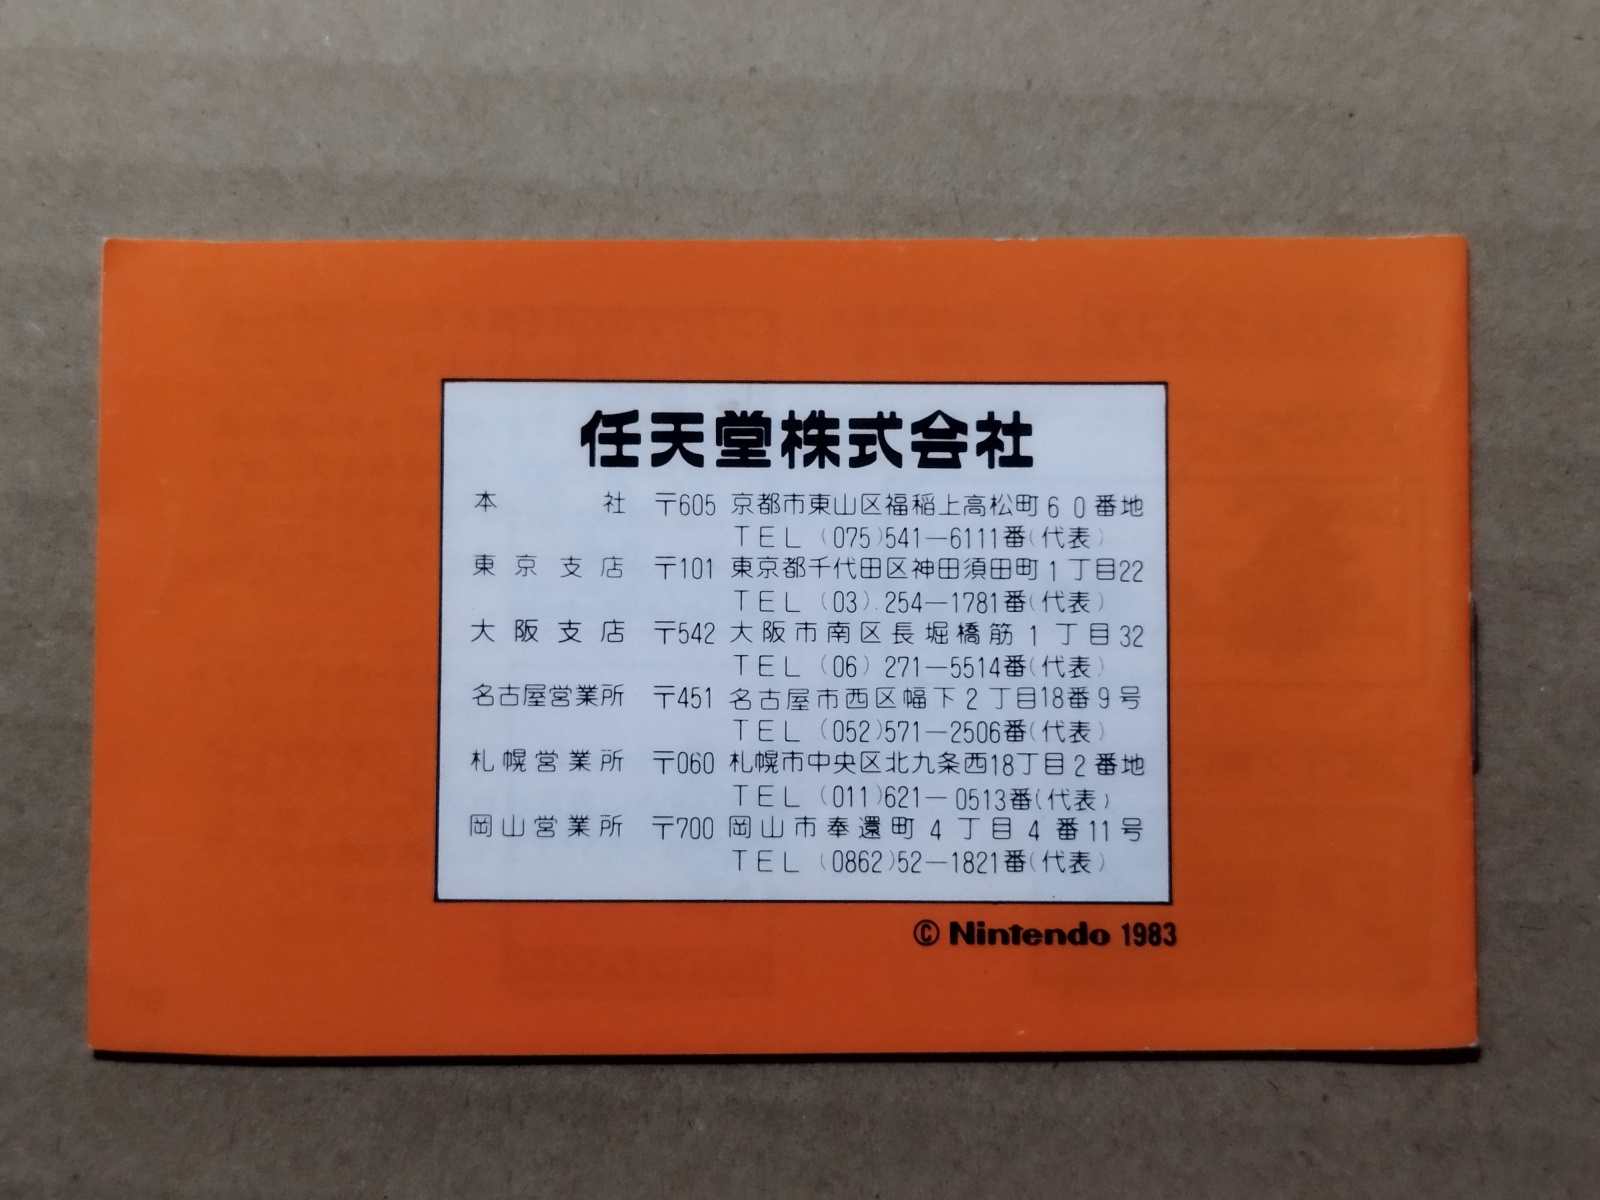 任天堂株式会社
本社 〒605 京都市東山区福稲上高松町60番地
TEL (075)541-6111番(代表)
東京支店 〒101 東京都千代田区神田須田町1丁目22
TEL (03) 254-1781番(代表)
大阪支店 〒542 大阪市南区長堀橋筋1丁目32
TEL (06) 271-5514番(代表)
名古屋営業所 〒451 名古屋市西区幅下2丁目18番9号
TEL (052)571-2506番(代表)
札幌営業所 〒060 札幌市中央区北九条西18丁目2番地
TEL (011)621-0513番(代表)
岡山営業所 〒700 岡山市奉還町4丁目4番11号
TEL (0862)52-1821番(代表)
© Nintendo 1983